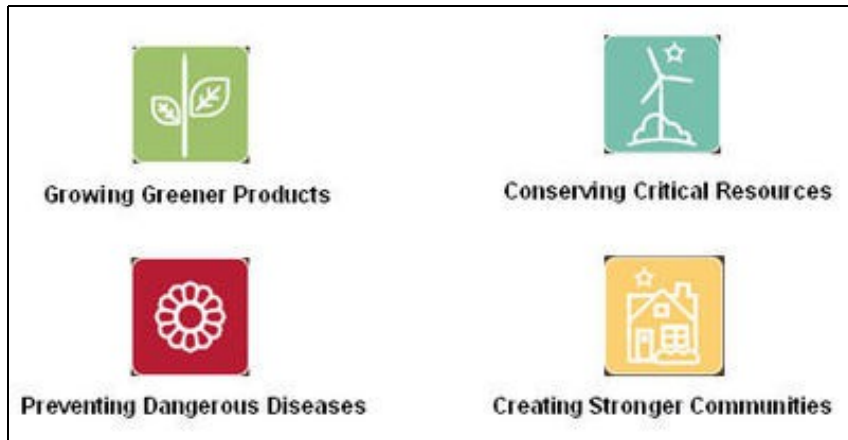 Growing Greener Products
Conserving Critical Resources
Preventing Dangerous Diseases
Creating Stronger Communities